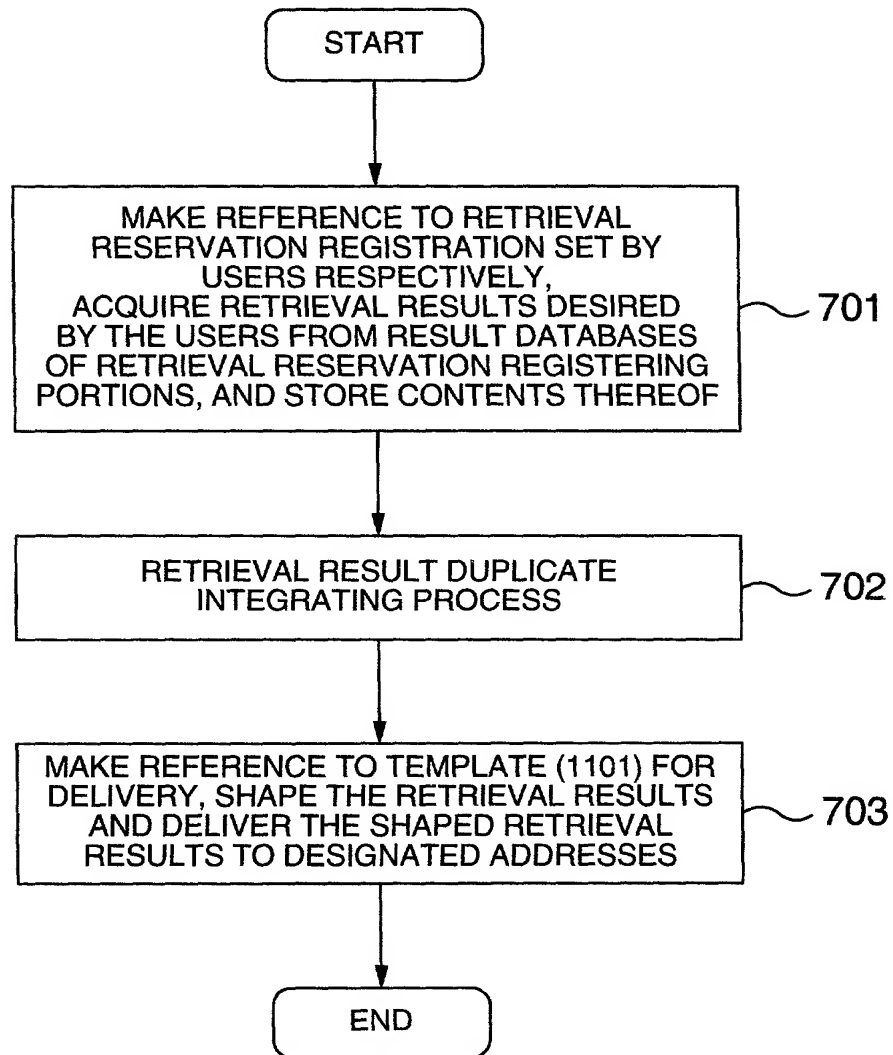 START
MAKE REFERENCE TO RETRIEVAL
RESERVATION REGISTRATION SET BY
USERS RESPECTIVELY,
ACQUIRE RETRIEVAL RESULTS DESIRED
BY THE USERS FROM RESULT DATABASES
OF RETRIEVAL RESERVATION REGISTERING
PORTIONS, AND STORE CONTENTS THEREOF
701
RETRIEVAL RESULT DUPLICATE
INTEGRATING PROCESS
702
MAKE REFERENCE TO TEMPLATE (1101) FOR
DELIVERY, SHAPE THE RETRIEVAL RESULTS
AND DELIVER THE SHAPED RETRIEVAL
RESULTS TO DESIGNATED ADDRESSES
703
END